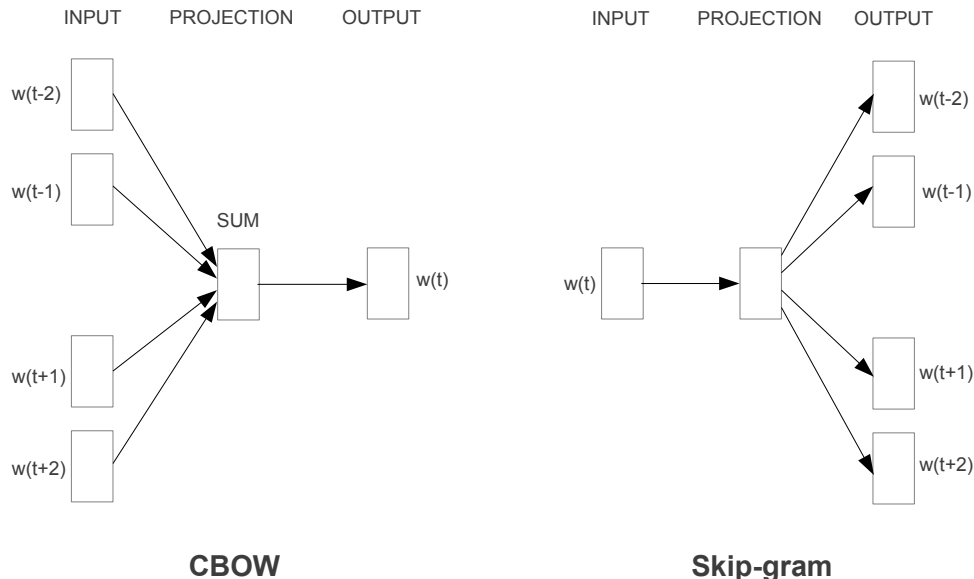 INPUT PROJECTION OUTPUT
w(t-2)
w(t-1)
SUM
w(t)
w(t+1)
w(t+2)
CBOW
INPUT PROJECTION OUTPUT
w(t-2)
w(t-1)
w(t)
w(t+1)
w(t+2)
Skip-gram